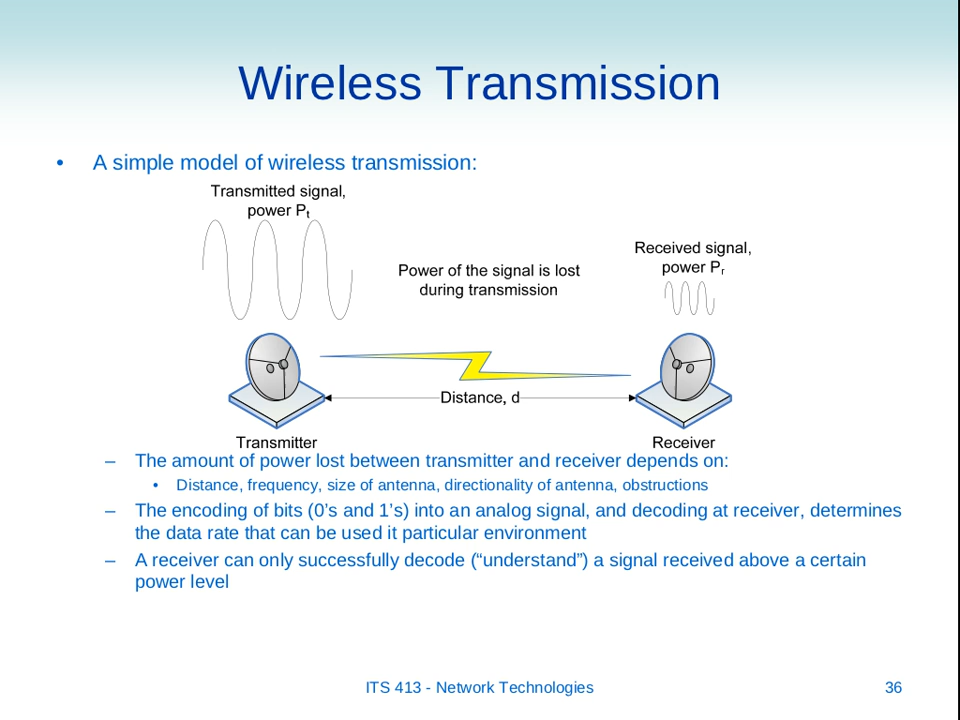 Wireless Transmission
• A simple model of wireless transmission:
Transmitted signal,
power Pt
Received signal,
power Pr
Power of the signal is lost
during transmission
Distance, d
Transmitter
Receiver
– The amount of power lost between transmitter and receiver depends on:
• Distance, frequency, size of antenna, directionality of antenna, obstructions
– The encoding of bits (0’s and 1’s) into an analog signal, and decoding at receiver, determines
the data rate that can be used it particular environment
– A receiver can only successfully decode (“understand”) a signal received above a certain
power level
ITS 413 - Network Technologies
36